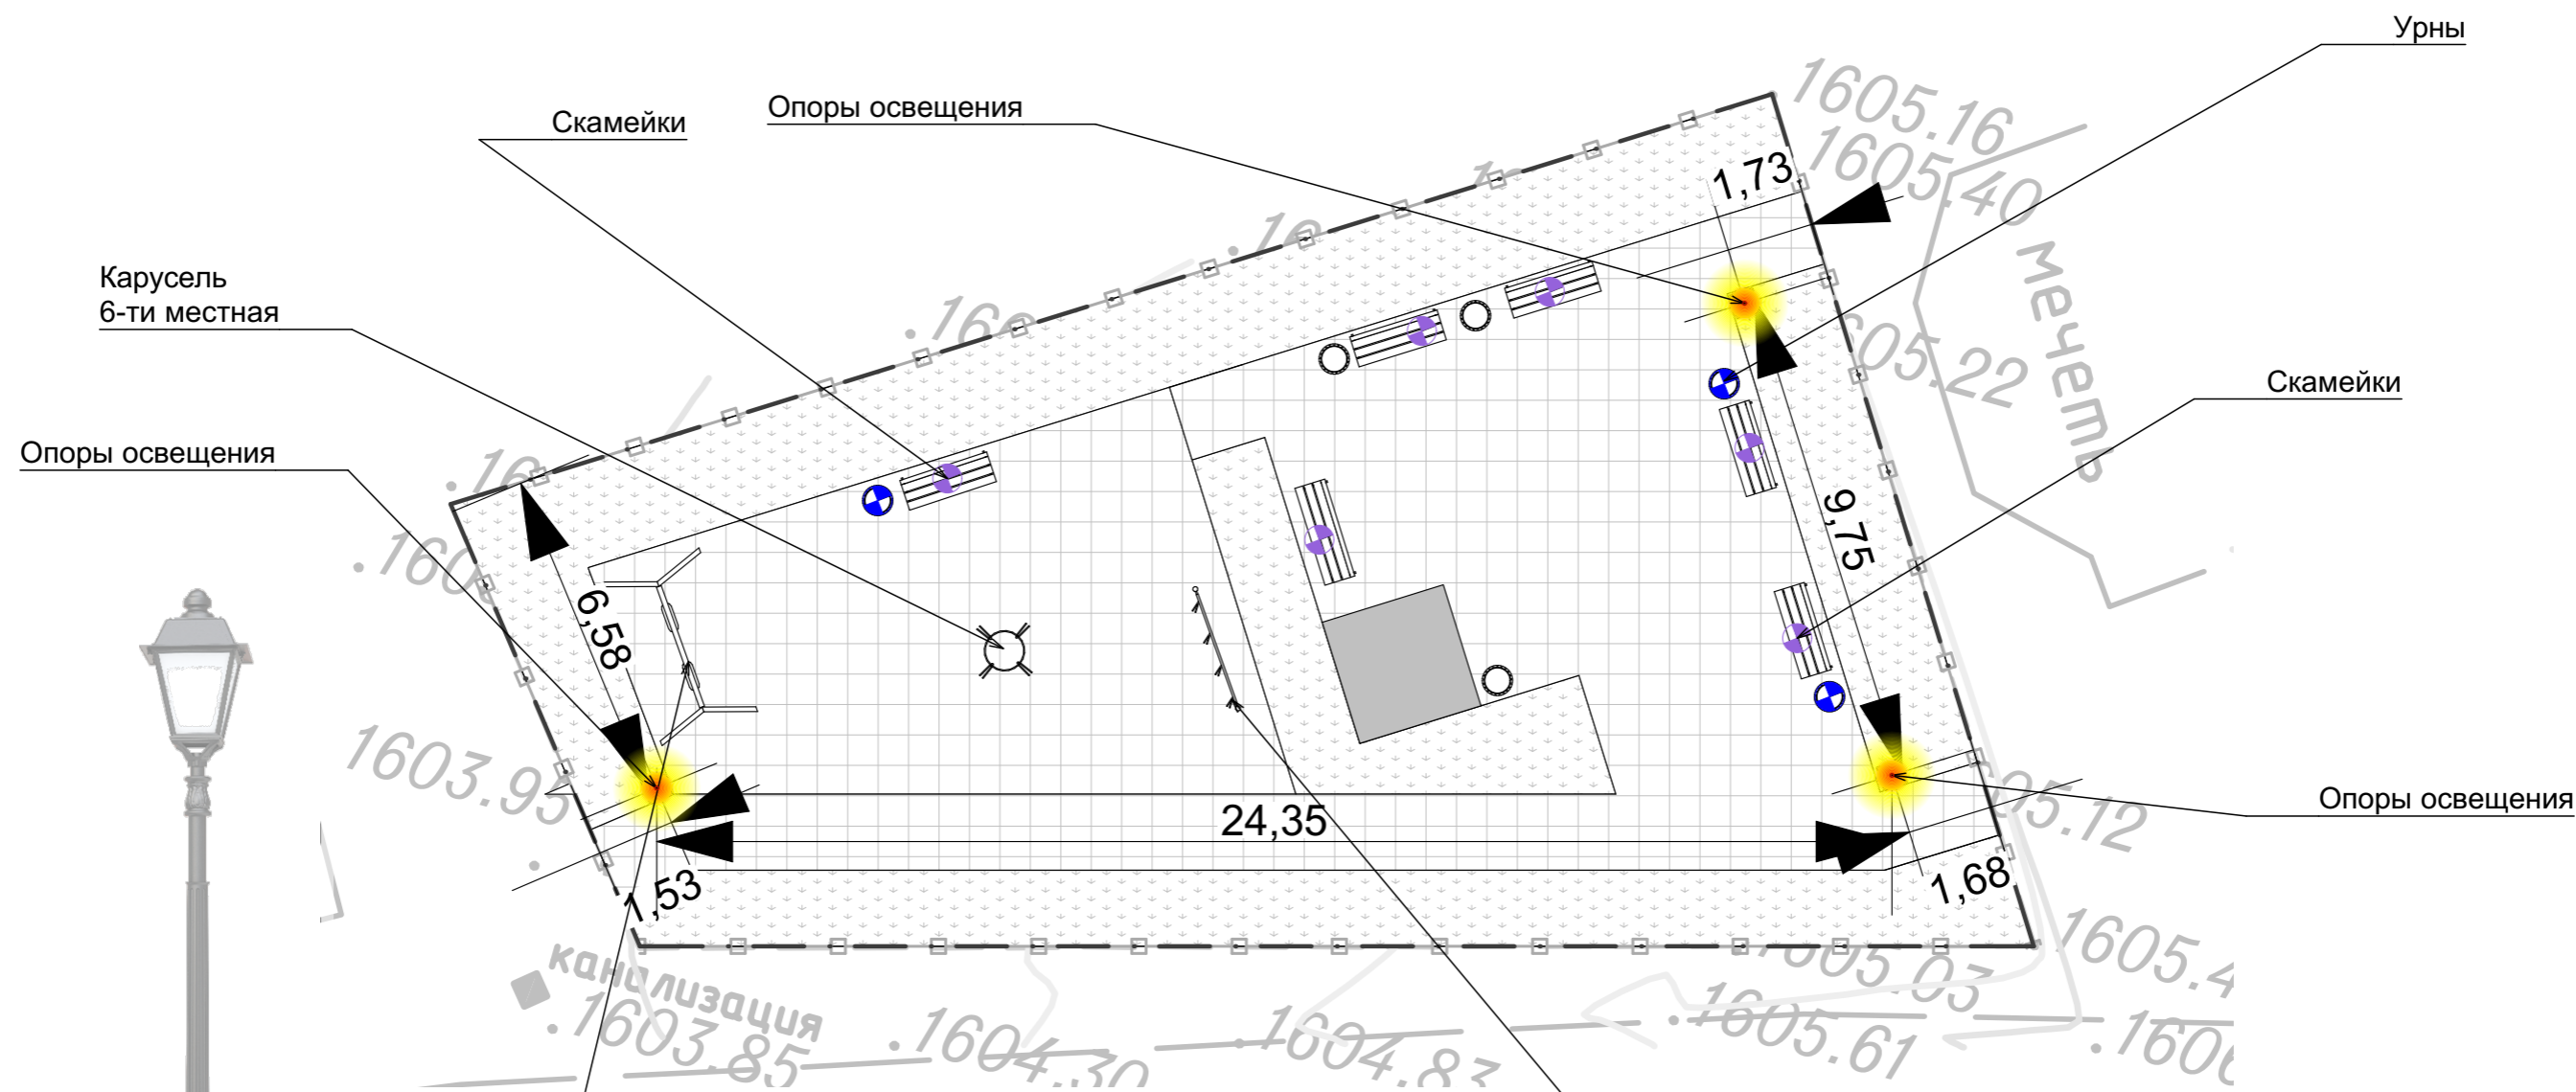 Урны
Скамейки
Опоры освещения
1605.16
1605.40
1,73
мечеть
Карусель
6-ти местная
Скамейки
Опоры освещения
9,75
6,58
1603.95
24,35
Опоры освещения
1,53
1,68
канализация
.1603.85
.1604.30
.1604.83
.1605.61